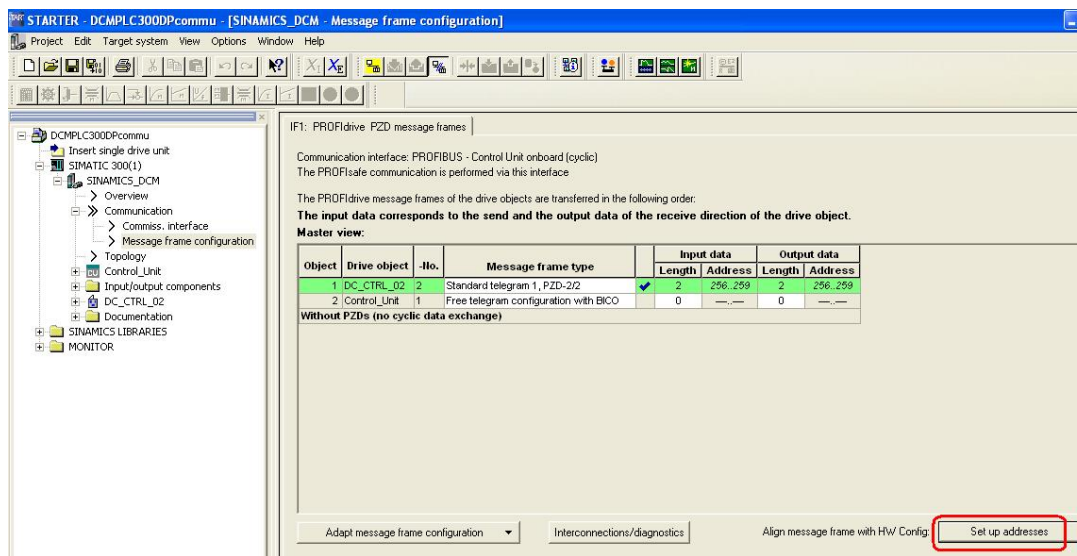 STARTER - DCMPLC300DPcommu - [SINAMICS_DCM - Message frame configuration]
Project Edit Target system View Options Window Help
DCMPLC300DPcommu
Insert single drive unit
SIMATIC 300(1)
SINAMICS_DCM
Overview
Communication
Commiss. interface
Message frame configuration
Topology
Control_Unit
Input/output components
DC_CTRL_02
Documentation
SINAMICS LIBRARIES
MONITOR
IF1: PROFIdrive PZD message frames
Communication interface: PROFIBUS - Control Unit onboard (cyclic)
The PROFIsafe communication is performed via this interface
The PROFIdrive message frames of the drive objects are transferred in the following order:
The input data corresponds to the send and the output data of the receive direction of the drive object.
Master view:
Object Drive object -No. Message frame type Input data Output data
Length Address Length Address
1 DC_CTRL_02 2 Standard telegram 1, PZD-2/2 2 256..259 2 256..259
2 Control_Unit 1 Free telegram configuration with BICO 0 ---..--- 0 ---..---
Without PZDs (no cyclic data exchange)
Adapt message frame configuration Interconnections/diagnostics Align message frame with HW Config: Set up addresses